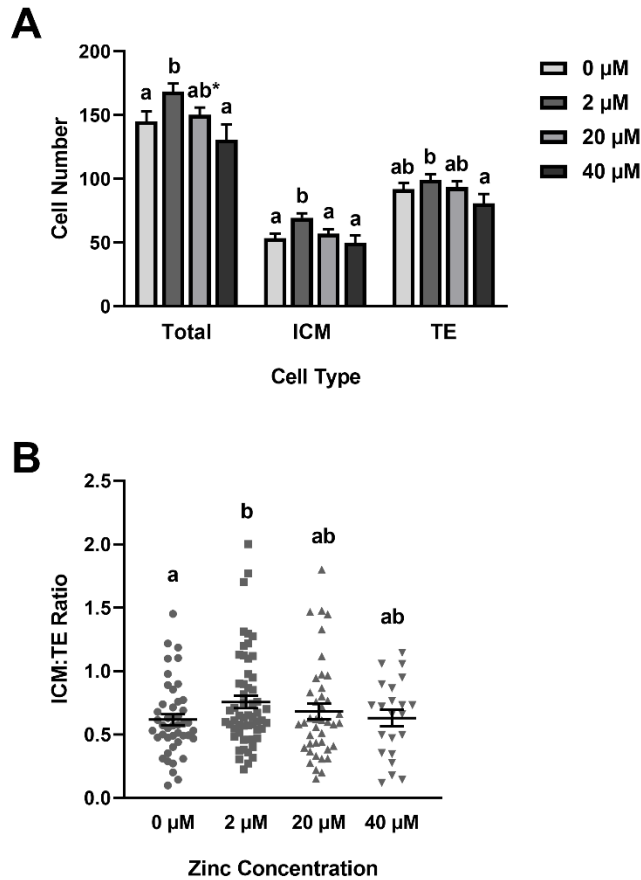 A
200
150
100
50
0
Cell Number
a b ab* a
a b a a
ab b ab a
Total ICM TE
Cell Type
0 µM
2 µM
20 µM
40 µM
B
2.5
2.0
1.5
1.0
0.5
0.0
ICM:TE Ratio
a b ab ab
0 µM 2 µM 20 µM 40 µM
Zinc Concentration